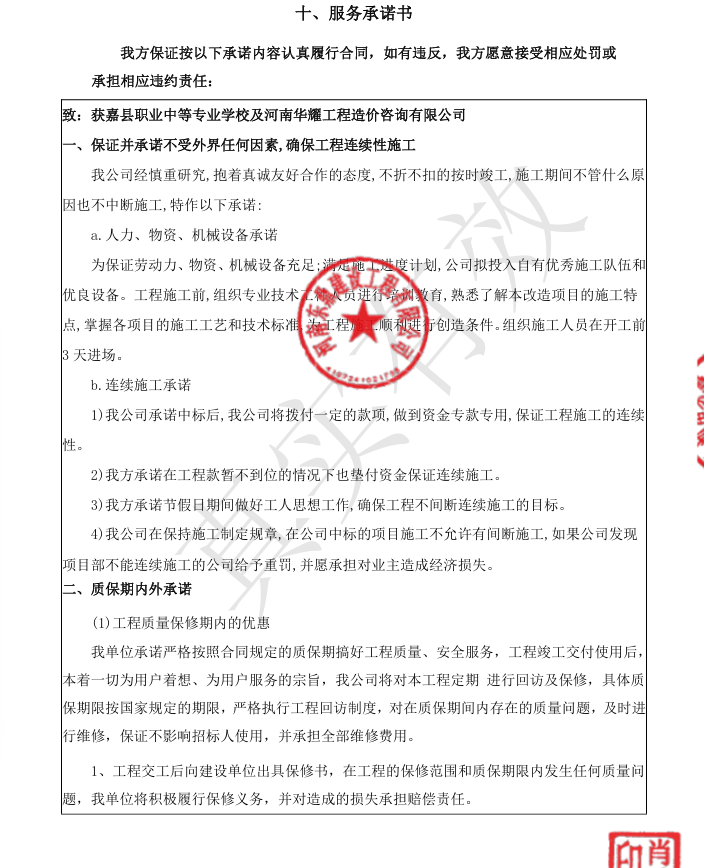 十、服务承诺书
我方保证按以下承诺内容认真履行合同，如有违反，我方愿意接受相应处罚或
承担相应违约责任：
致：获嘉县职业中等专业学校及河南华耀工程造价咨询有限公司
一、保证并承诺不受外界任何因素,确保工程连续性施工
我公司经慎重研究,抱着真诚友好合作的态度,不折不扣的按时竣工,施工期间不管什么原
因也不中断施工,特作以下承诺:
a.人力、物资、机械设备承诺
为保证劳动力、物资、机械设备充足;满足施工进度计划,公司拟投入自有优秀施工队伍和
优良设备。工程施工前,组织专业技术工种人员进行培训教育,熟悉了解本改造项目的施工特
点,掌握各项目的施工工艺和技术标准,为工程施工顺利进行创造条件。组织施工人员在开工前
3天进场。
b.连续施工承诺
1)我公司承诺中标后,我公司将拨付一定的款项,做到资金专款专用,保证工程施工的连续
性。
2)我方承诺在工程款暂不到位的情况下也垫付资金保证连续施工。
3)我方承诺节假日期间做好工人思想工作,确保工程不间断连续施工的目标。
4)我公司在保持施工制定规章,在公司中标的项目施工不允许有间断施工,如果公司发现
项目部不能连续施工的公司给予重罚,并愿承担对业主造成经济损失。
二、质保期内外承诺
(1)工程质量保修期内的优惠
我单位承诺严格按照合同规定的质保期搞好工程质量、安全服务，工程竣工交付使用后，
本着一切为用户着想、为用户服务的宗旨，我公司将对本工程定期 进行回访及保修，具体质
保期限按国家规定的期限，严格执行工程回访制度，对在质保期间内存在的质量问题，及时进
行维修，保证不影响招标人使用，并承担全部维修费用。
1、工程交工后向建设单位出具保修书，在工程的保修范围和质保期限内发生任何质量问
题，我单位将积极履行保修义务，并对造成的损失承担赔偿责任。
真实有效
肖
印